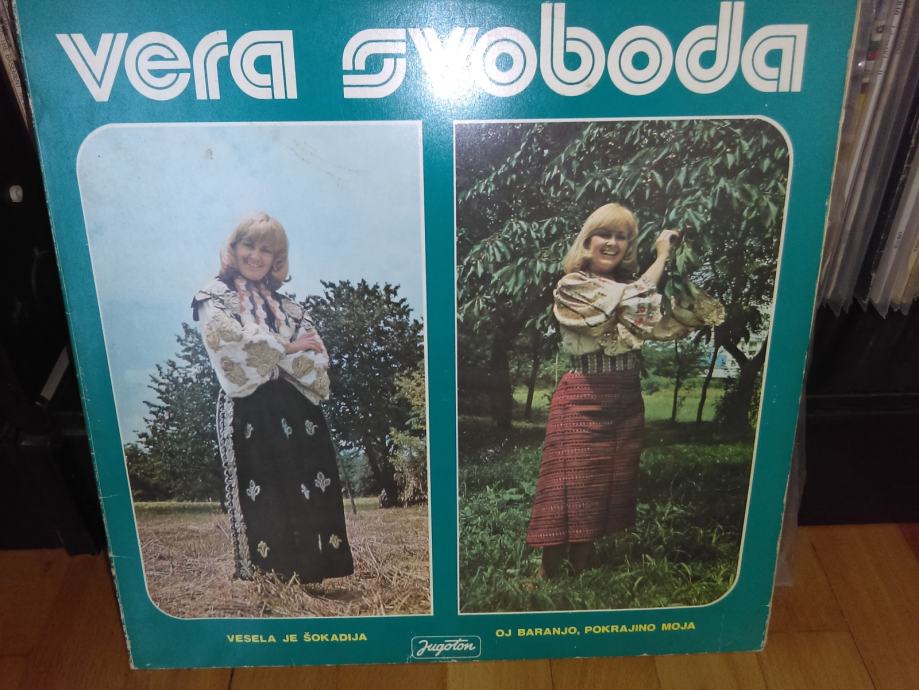 vera svoboda
VESELA JE ŠOKADIJA
Jugoton
OJ BARANJO, POKRAJINO MOJA